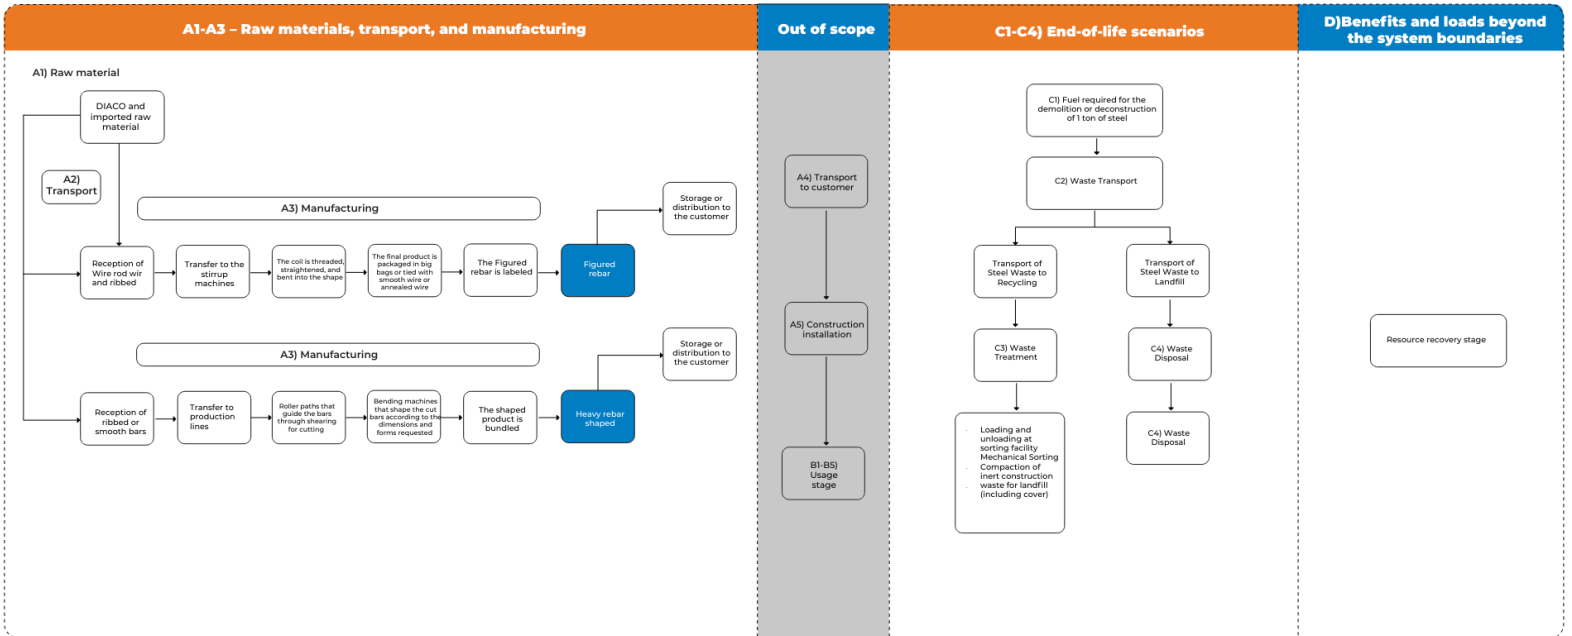 A1-A3 – Raw materials, transport, and manufacturing
Out of scope
C1-C4) End-of-life scenarios
D)Benefits and loads beyond
the system boundaries
A1) Raw material
DIACO and
imported raw
material
A2)
Transport
A3) Manufacturing
Storage or
distribution to
the customer
Reception of
Wire rod wir
and ribbed
Transfer to the
stirrup
machines
The coil is threaded,
straightened, and
bent into the shape
The final product is
packaged in big
bags or tied with
smooth wire or
annealed wire
The Figured
rebar is labeled
Figured
rebar
A3) Manufacturing
Storage or
distribution to
the customer
Reception of
ribbed or
smooth bars
Transfer to
production
lines
Roller paths that
guide the bars
through shearing
for cutting
Bending machines
that shape the cut
bars according to the
dimensions and
forms requested
The shaped
product is
bundled
Heavy rebar
shaped
A4) Transport
to customer
A5) Construction
installation
B1-B5)
Usage
stage
C1) Fuel required for the
demolition or deconstruction
of 1 ton of steel
C2) Waste Transport
Transport of
Steel Waste to
Recycling
Transport of
Steel Waste to
Landfill
C3) Waste
Treatment
C4) Waste
Disposal
· Loading and
unloading at
sorting facility
Mechanical Sorting
· Compaction of
inert construction
· waste for landfill
(including cover)
C4) Waste
Disposal
Resource recovery stage